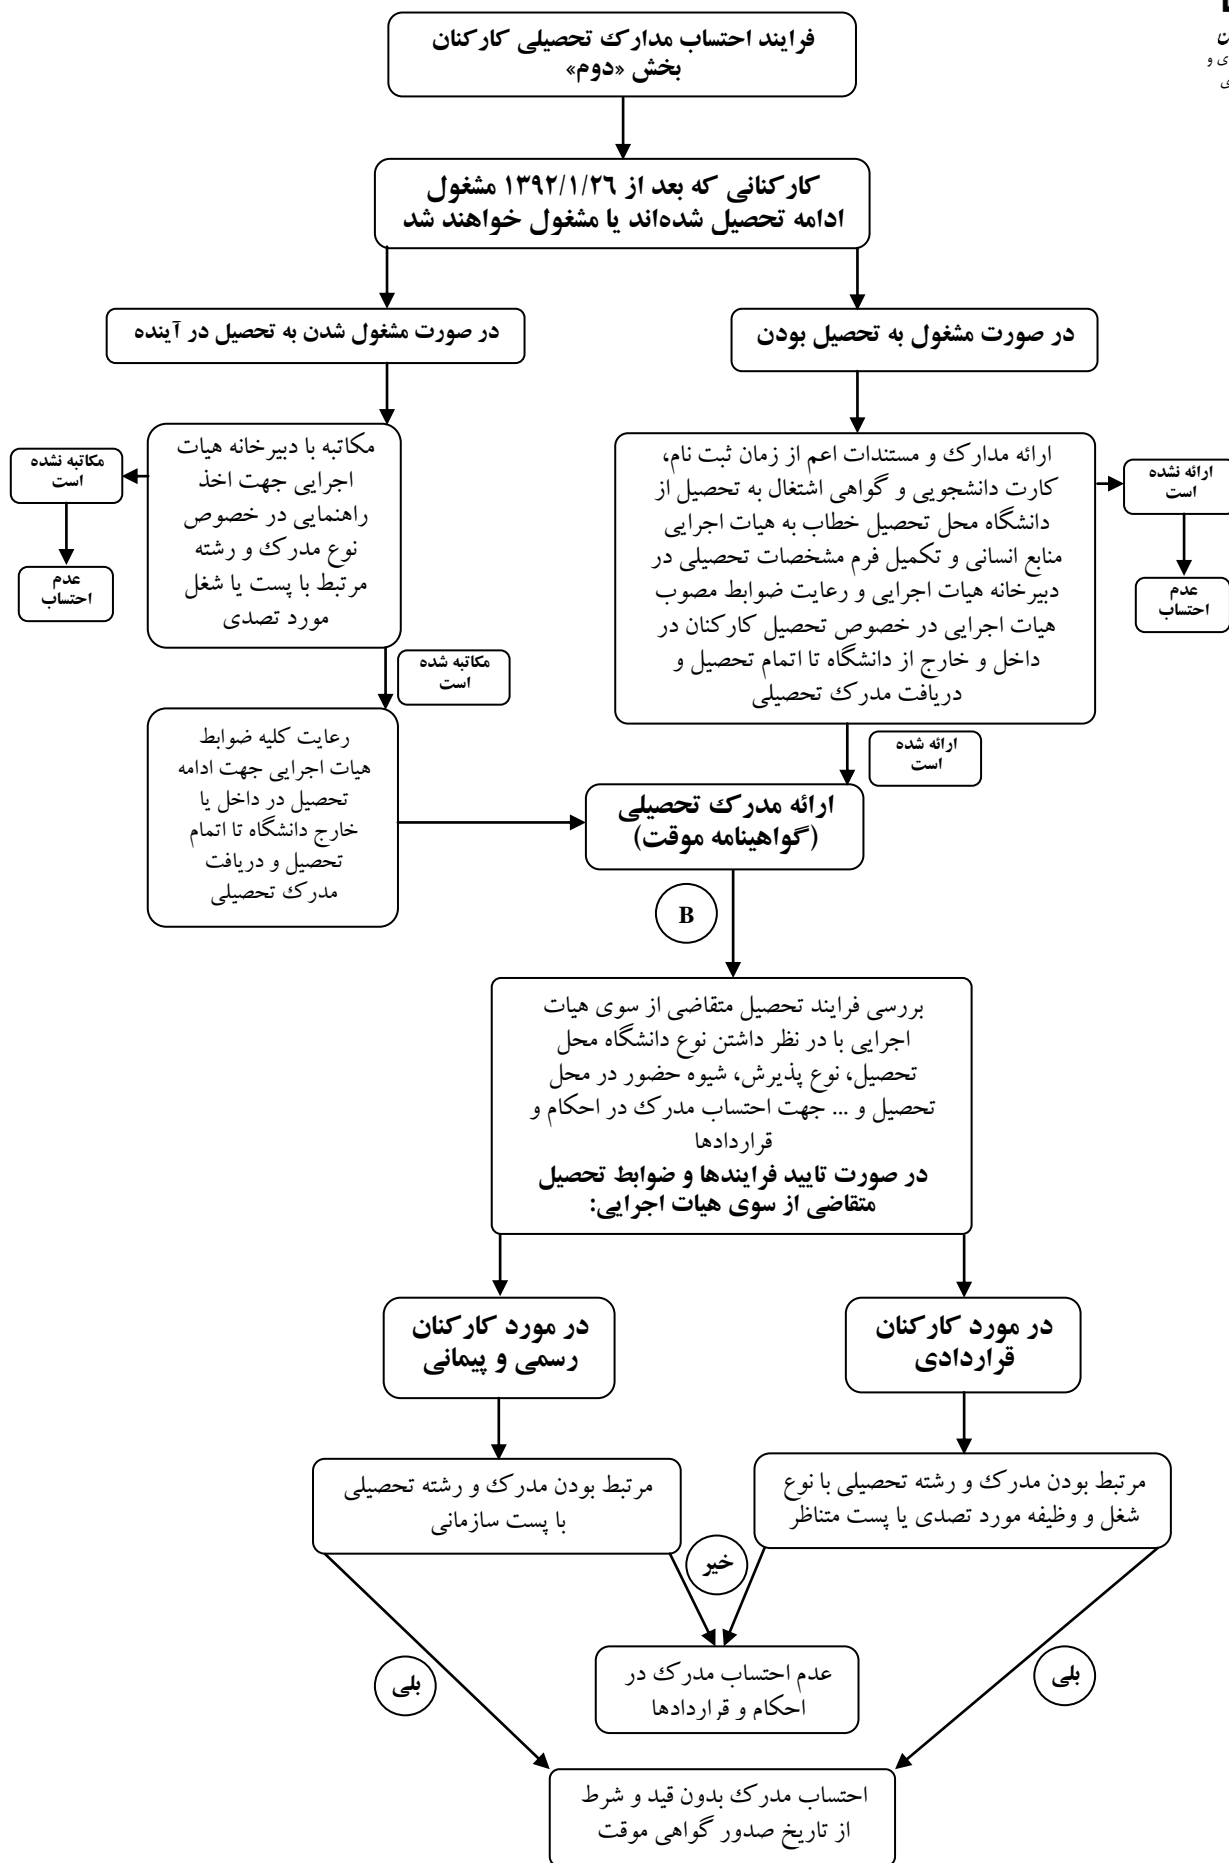 فرایند احتساب مدارک تحصیلی کارکنان
بخش «دوم»
ن
ی و
ی
کارکنانی که بعد از ۱۳۹۲/۱/۲۶ مشغول
ادامه تحصیل شده‌اند یا مشغول خواهند شد
در صورت مشغول به تحصیل بودن
در صورت مشغول شدن به تحصیل در آینده
ارائه مدارک و مستندات اعم از زمان ثبت نام،
کارت دانشجویی و گواهی اشتغال به تحصیل از
دانشگاه محل تحصیل خطاب به هیات اجرایی
منابع انسانی و تکمیل فرم مشخصات تحصیلی در
دبیرخانه هیات اجرایی و رعایت ضوابط مصوب
هیات اجرایی در خصوص تحصیل کارکنان در
داخل و خارج از دانشگاه تا اتمام تحصیل و
دریافت مدرک تحصیلی
ارائه نشده
است
عدم
احتساب
مکاتبه با دبیرخانه هیات
اجرایی جهت اخذ
راهنمایی در خصوص
نوع مدرک و رشته
مرتبط با پست یا شغل
مورد تصدی
مکاتبه نشده
است
عدم
احتساب
مکاتبه شده
است
ارائه شده
است
رعایت کلیه ضوابط
هیات اجرایی جهت ادامه
تحصیل در داخل یا
خارج دانشگاه تا اتمام
تحصیل و دریافت
مدرک تحصیلی
ارائه مدرک تحصیلی
(گواهینامه موقت)
B
بررسی فرایند تحصیل متقاضی از سوی هیات
اجرایی با در نظر داشتن نوع دانشگاه محل
تحصیل، نوع پذیرش، شیوه حضور در محل
تحصیل و ... جهت احتساب مدرک در احکام و
قراردادها
در صورت تایید فرایندها و ضوابط تحصیل
متقاضی از سوی هیات اجرایی:
در مورد کارکنان
قراردادی
در مورد کارکنان
رسمی و پیمانی
مرتبط بودن مدرک و رشته تحصیلی با نوع
شغل و وظیفه مورد تصدی یا پست متناظر
مرتبط بودن مدرک و رشته تحصیلی
با پست سازمانی
خیر
عدم احتساب مدرک در
احکام و قراردادها
بلی
بلی
احتساب مدرک بدون قید و شرط
از تاریخ صدور گواهی موقت